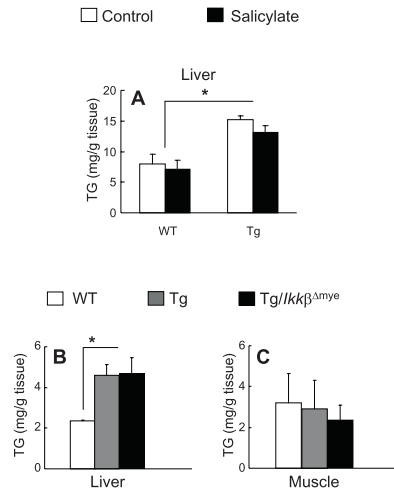 Control Salicylate
Liver
A
*
TG (mg/g tissue)
20
15
10
5
0
WT Tg
WT Tg Tg/Ikkβ^Δmye
B
*
TG (mg/g tissue)
6
4
2
0
Liver
C
TG (mg/g tissue)
6
4
2
0
Muscle